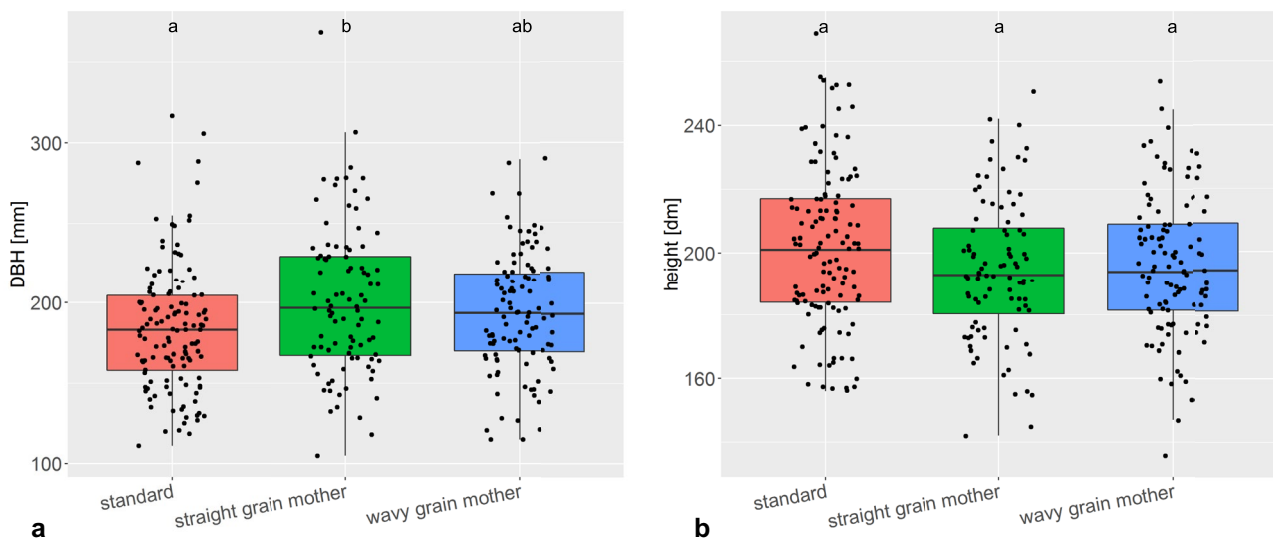 a b ab
300
200
100
DBH [mm]
standard
straight grain mother
wavy grain mother
a
a a a
240
200
160
height [dm]
standard
straight grain mother
wavy grain mother
b